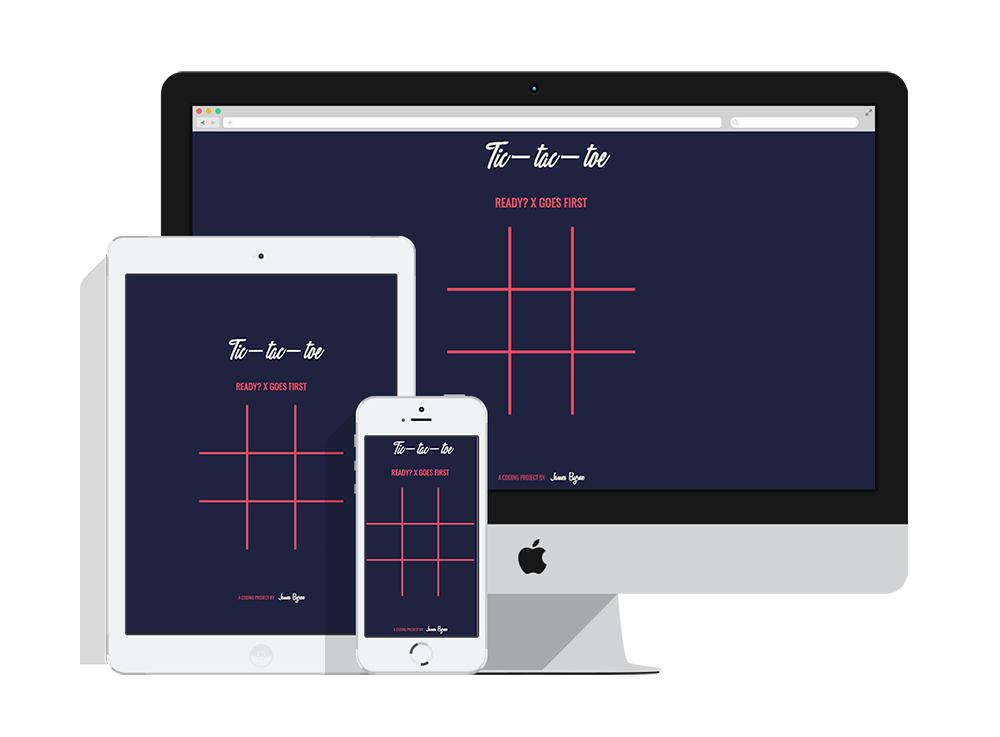 Tic-tac-toe
READY? X GOES FIRST
A CODING PROJECT BY James Byrne
Tic-tac-toe
READY? X GOES FIRST
A CODING PROJECT BY James Byrne
Tic-tac-toe
READY? X GOES FIRST
A CODING PROJECT BY James Byrne